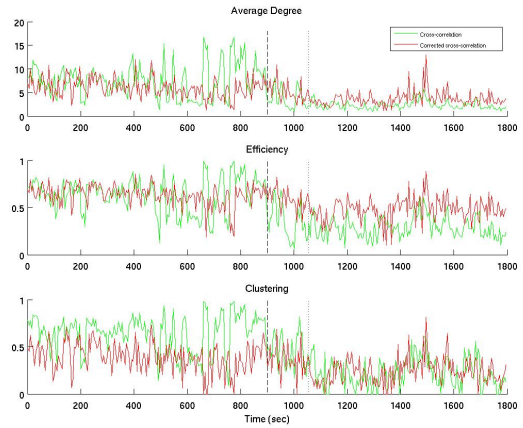 Average Degree
20
15
10
5
0
Cross-correlation
Corrected cross-correlation
0 200 400 600 800 1000 1200 1400 1600 1800
Efficiency
1
0.5
0
0 200 400 600 800 1000 1200 1400 1600 1800
Clustering
1
0.5
0
0 200 400 600 800 1000 1200 1400 1600 1800
Time (sec)